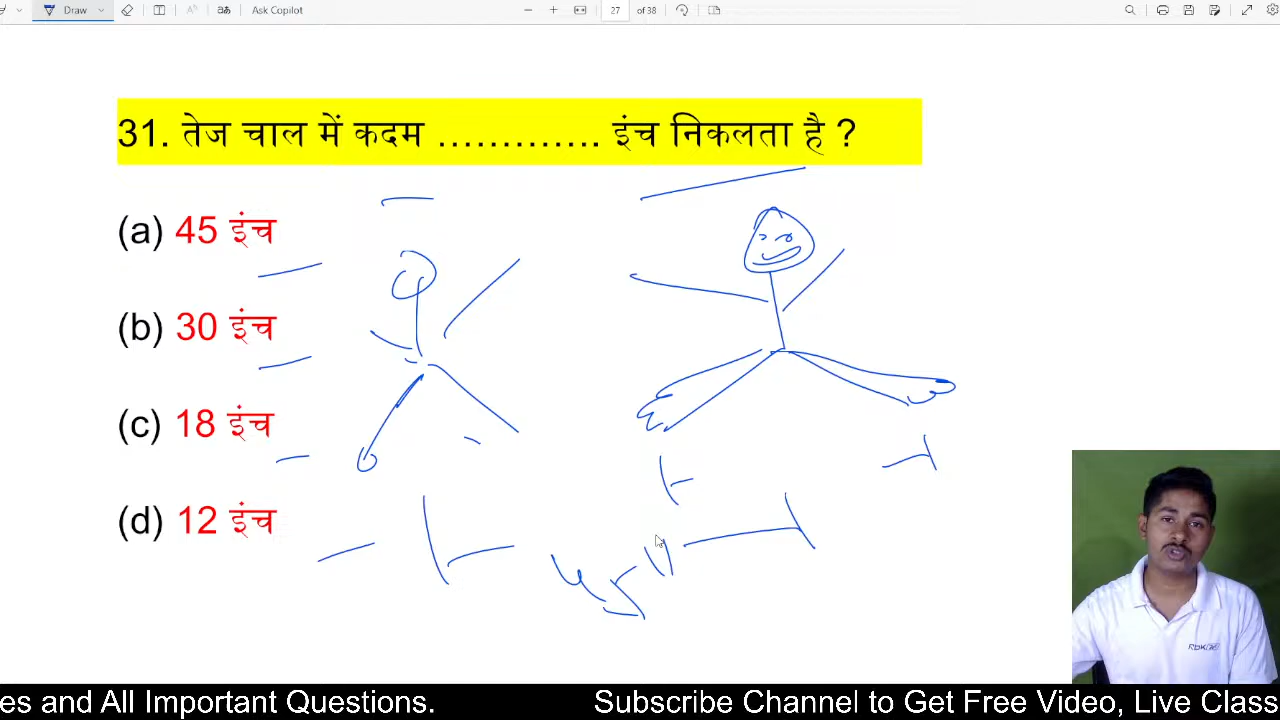 Draw
Ask Copilot
27 of 38
31. तेज चाल में कदम …………. इंच निकलता है ?
(a) 45 इंच
(b) 30 इंच
(c) 18 इंच
(d) 12 इंच
45"
es and All Important Questions. Subscribe Channel to Get Free Video, Live Class